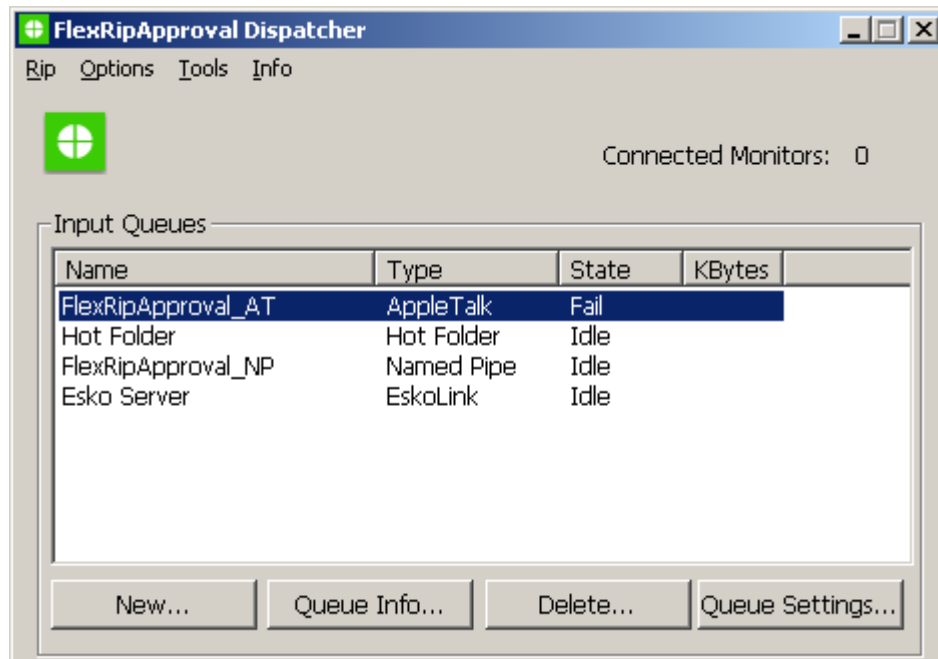 FlexRipApproval Dispatcher
Rip Options Tools Info
Connected Monitors: 0
Input Queues
Name Type State KBytes
FlexRipApproval_AT AppleTalk Fail
Hot Folder Hot Folder Idle
FlexRipApproval_NP Named Pipe Idle
Esko Server EskoLink Idle
New... Queue Info... Delete... Queue Settings...